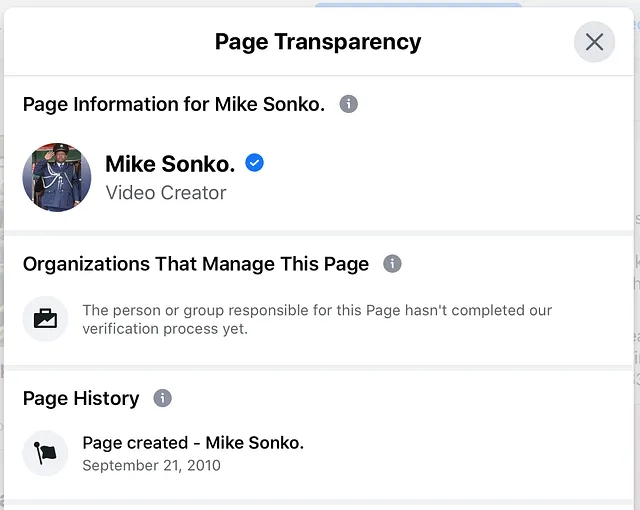 Page Transparency
Page Information for Mike Sonko.
Mike Sonko.
Video Creator
Organizations That Manage This Page
The person or group responsible for this Page hasn't completed our
verification process yet.
Page History
Page created - Mike Sonko.
September 21, 2010